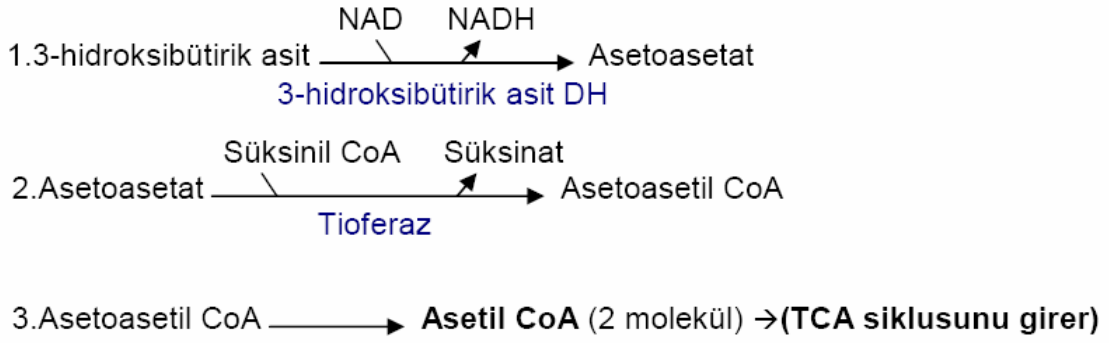 NAD NADH
1.3-hidroksibütirik asit Asetoasetat
3-hidroksibütirik asit DH
Süksinil CoA Süksinat
2.Asetoasetat Asetoasetil CoA
Tioferaz
3.Asetoasetil CoA Asetil CoA (2 molekül) →(TCA siklusunu girer)